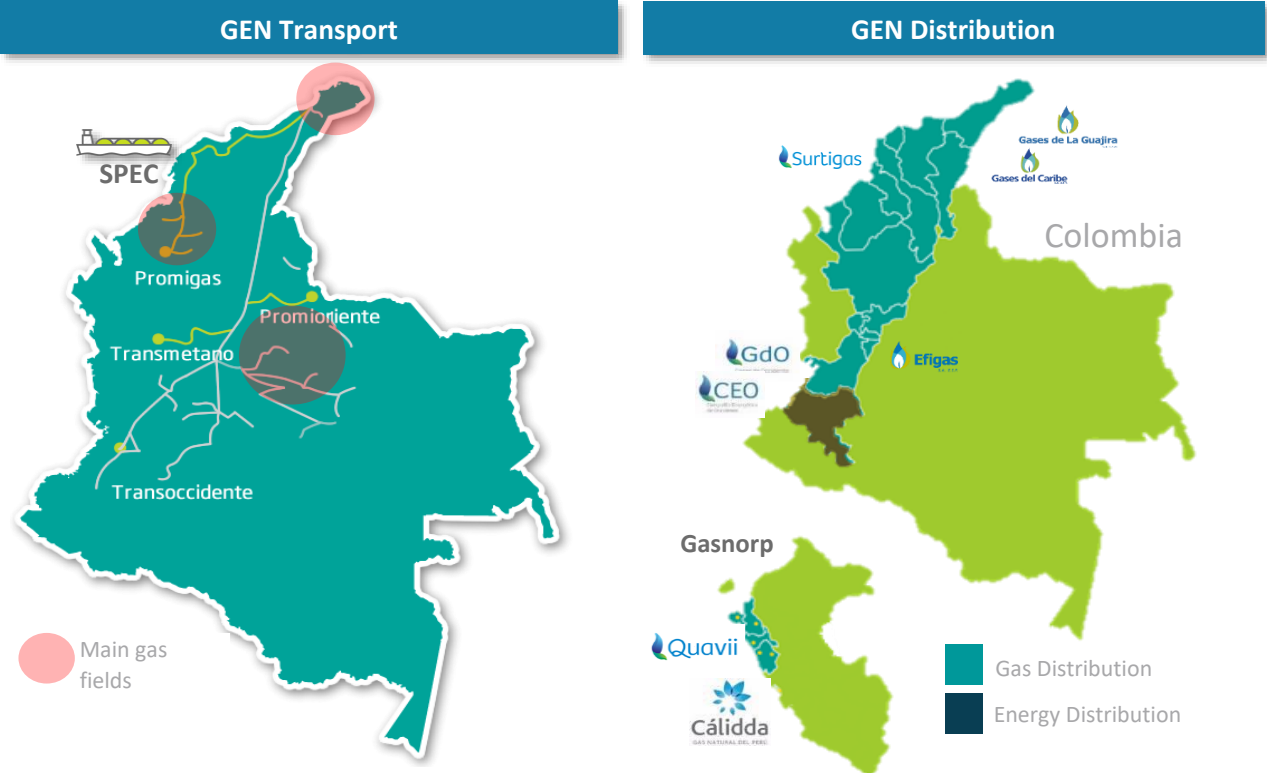 GEN Transport
SPEC
Promigas
Promioriente
Transmetano
Transoccidente
Main gas
fields
GEN Distribution
Surtigas
Gases de La Guajira
Gases del Caribe
Colombia
GdO
CEO
Efigas
Gasnorp
Quavii
Cálidda
GAS NATURAL DEL PERÚ
Gas Distribution
Energy Distribution